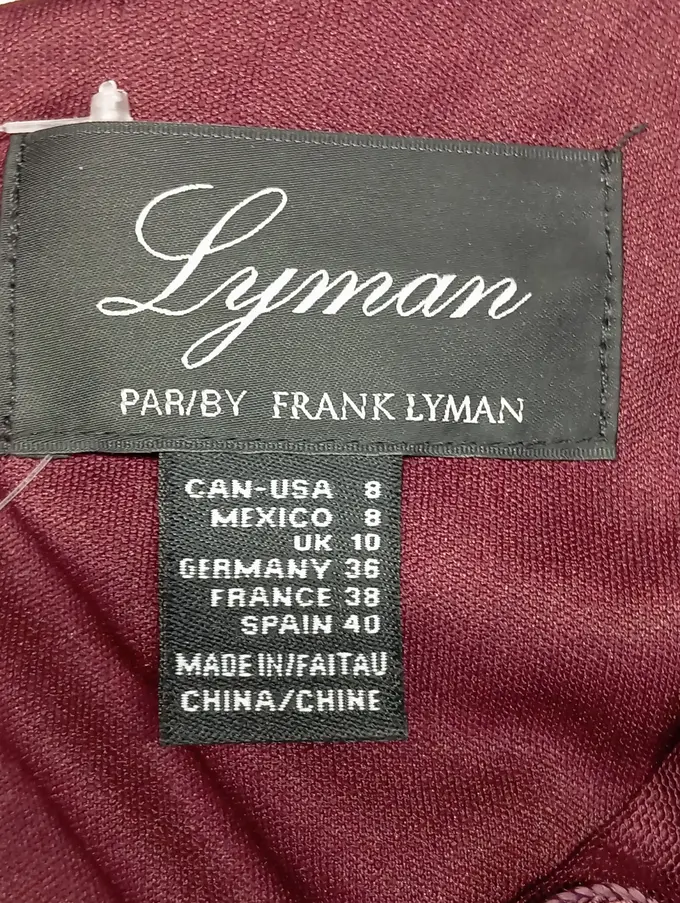 Lyman
PAR/BY FRANK LYMAN
CAN-USA 8
MEXICO 8
UK 10
GERMANY 36
FRANCE 38
SPAIN 40
MADE IN/FAIT AU
CHINA/CHINE